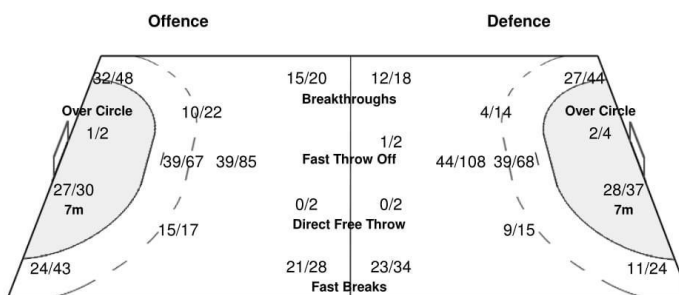 Offence Defence
32/48 15/20 12/18 27/44
Breakthroughs
Over Circle 10/22 4/14 Over Circle
1/2 1/2 2/4
39/67 39/85 Fast Throw Off 44/108 39/68
27/30 28/37
7m 0/2 0/2 7m
15/17 Direct Free Throw 9/15
24/43 21/28 23/34 11/24
Fast Breaks